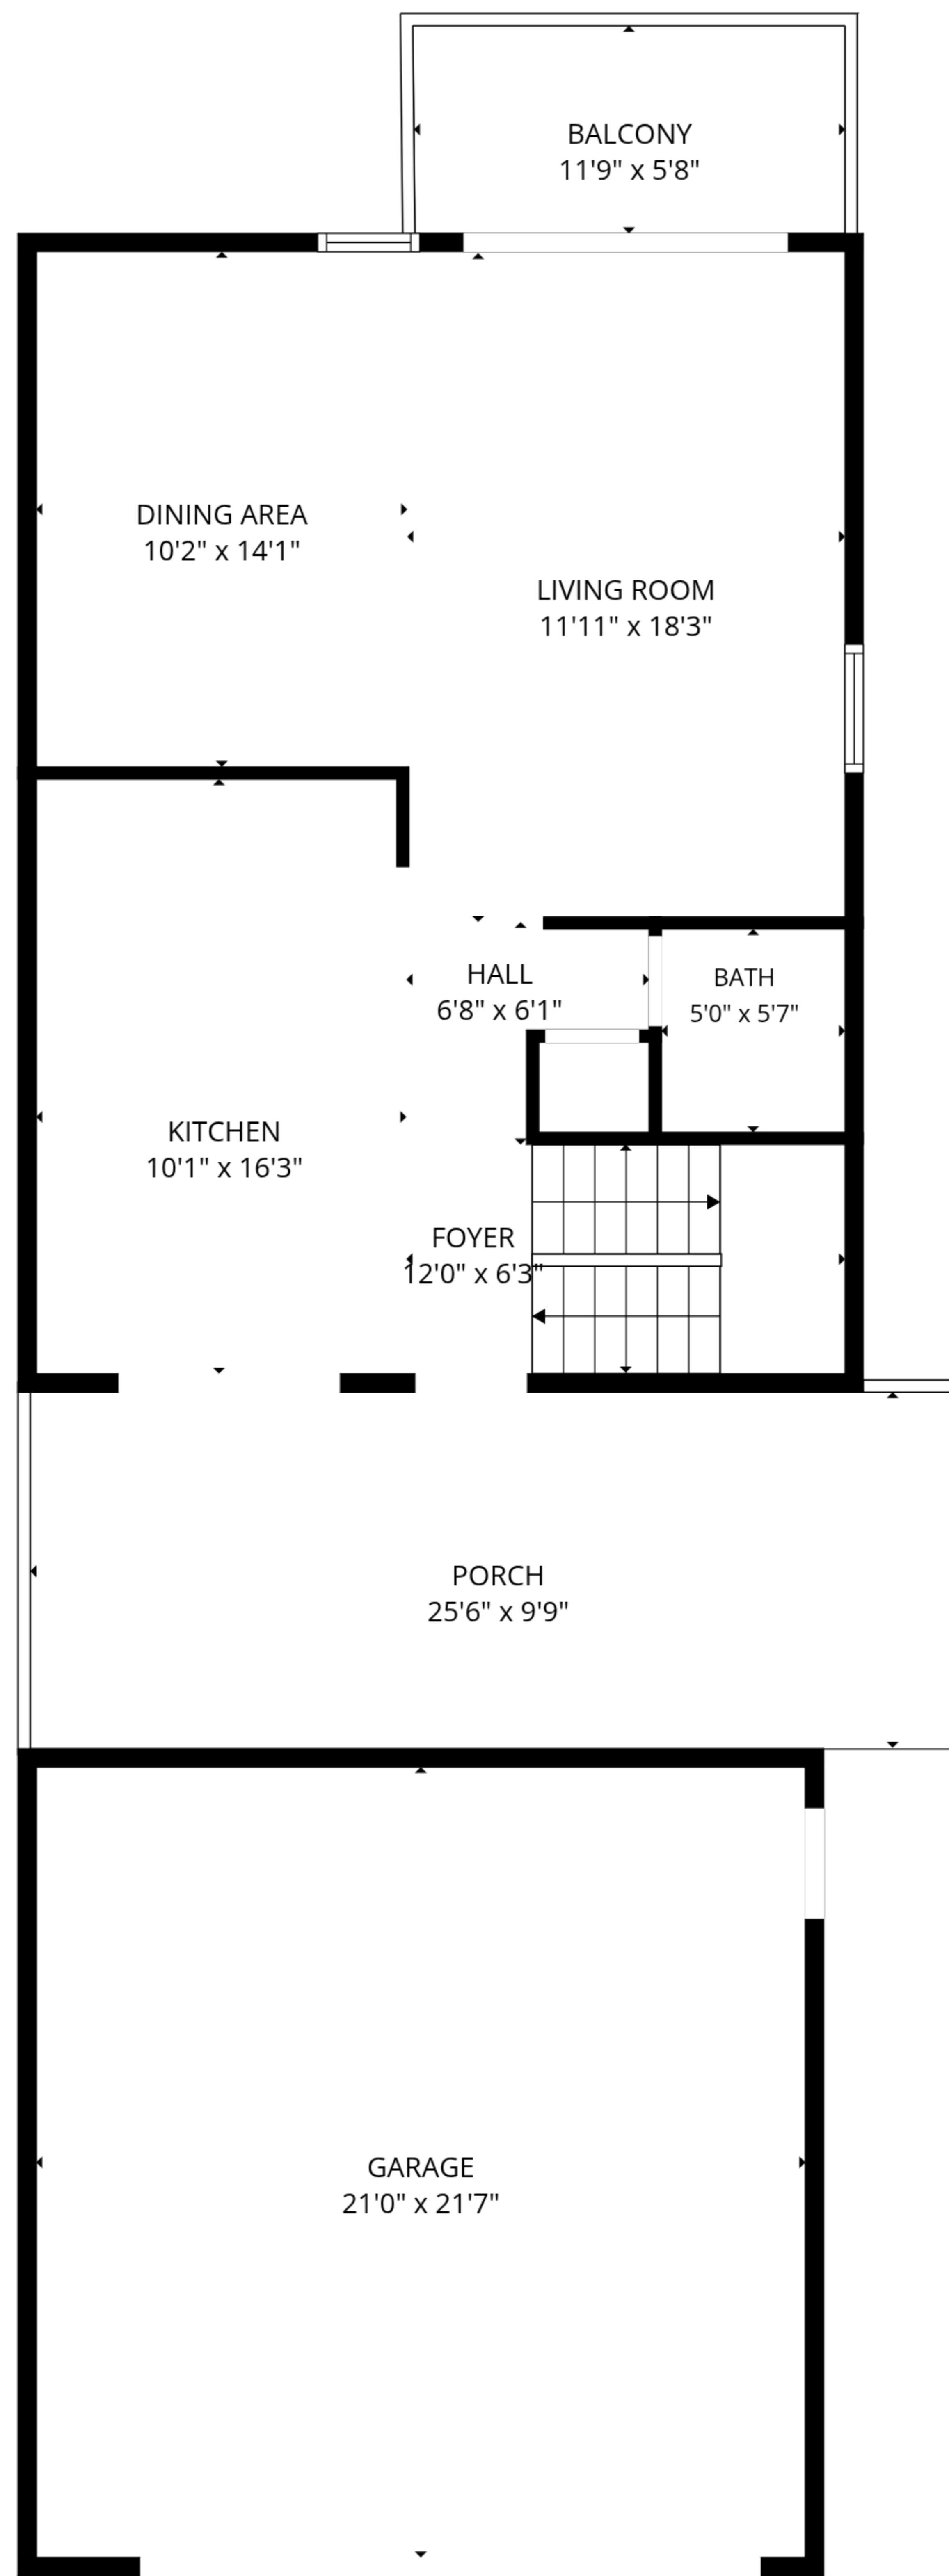 BALCONY
11'9" x 5'8"
DINING AREA
10'2" x 14'1"
LIVING ROOM
11'11" x 18'3"
HALL
6'8" x 6'1"
BATH
5'0" x 5'7"
KITCHEN
10'1" x 16'3"
FOYER
12'0" x 6'3"
PORCH
25'6" x 9'9"
GARAGE
21'0" x 21'7"